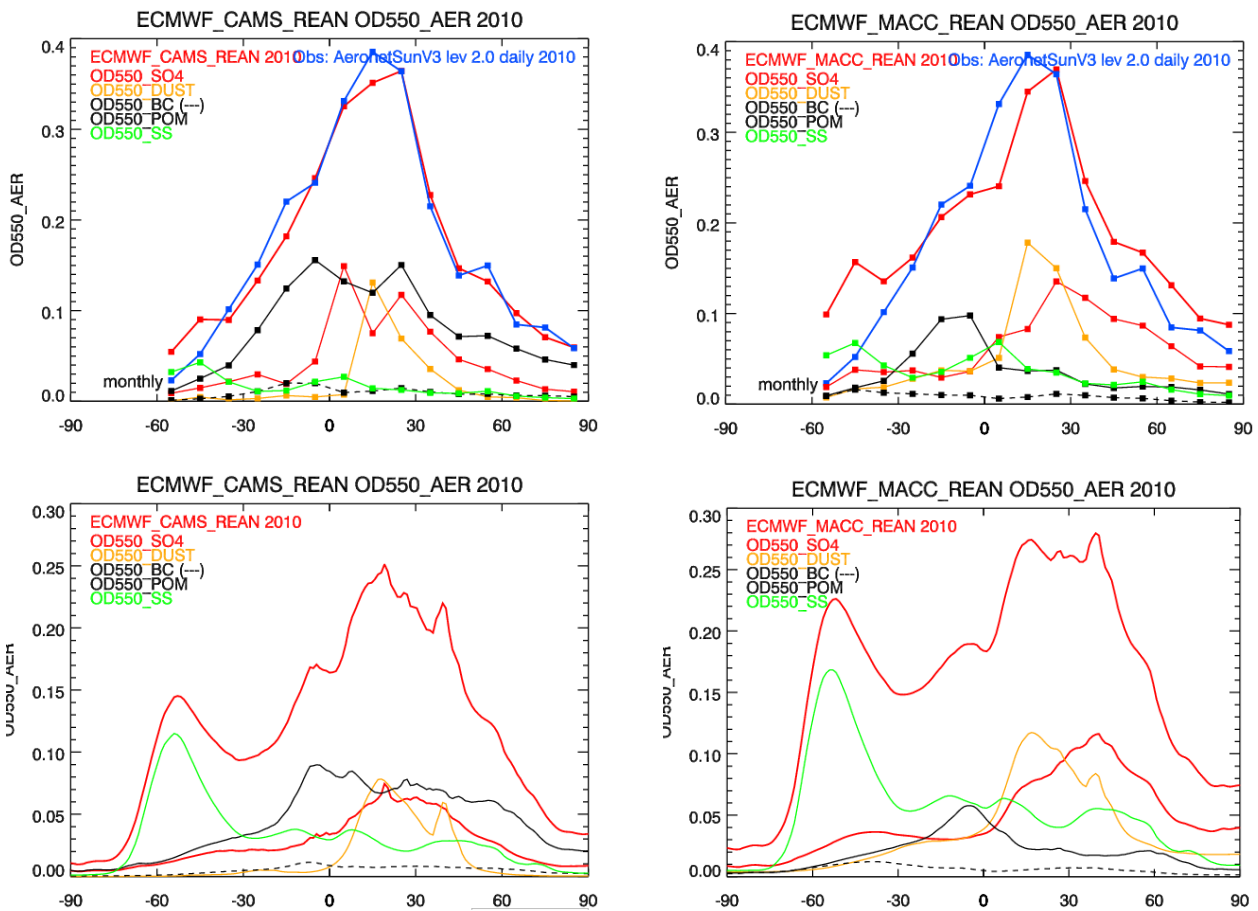 ECMWF_CAMS_REAN OD550_AER 2010
ECMWF_CAMS_REAN 2010 Obs: AeronetSunV3 lev 2.0 daily 2010
OD550_SO4
OD550_DUST
OD550_BC (---)
OD550_POM
OD550_SS
monthly
OD550_AER
0.4
0.3
0.2
0.1
0.0
-90 -60 -30 0 30 60 90
ECMWF_MACC_REAN OD550_AER 2010
ECMWF_MACC_REAN 2010 Obs: AeronetSunV3 lev 2.0 daily 2010
OD550_SO4
OD550_DUST
OD550_BC (---)
OD550_POM
OD550_SS
monthly
OD550_AER
0.4
0.3
0.2
0.1
0.0
-90 -60 -30 0 30 60 90
ECMWF_CAMS_REAN OD550_AER 2010
ECMWF_CAMS_REAN 2010
OD550_SO4
OD550_DUST
OD550_BC (---)
OD550_POM
OD550_SS
OD550_AER
0.30
0.25
0.20
0.15
0.10
0.05
0.00
-90 -60 -30 0 30 60 90
ECMWF_MACC_REAN OD550_AER 2010
ECMWF_MACC_REAN 2010
OD550_SO4
OD550_DUST
OD550_BC (---)
OD550_POM
OD550_SS
OD550_AER
0.30
0.25
0.20
0.15
0.10
0.05
0.00
-90 -60 -30 0 30 60 90